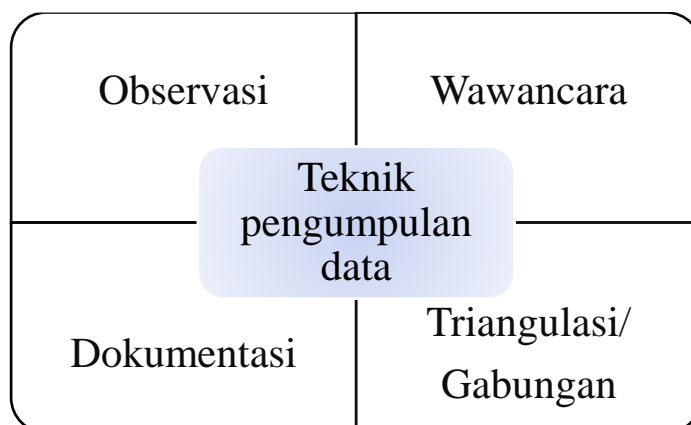 Observasi
Wawancara
Teknik
pengumpulan
data
Dokumentasi
Triangulasi/
Gabungan